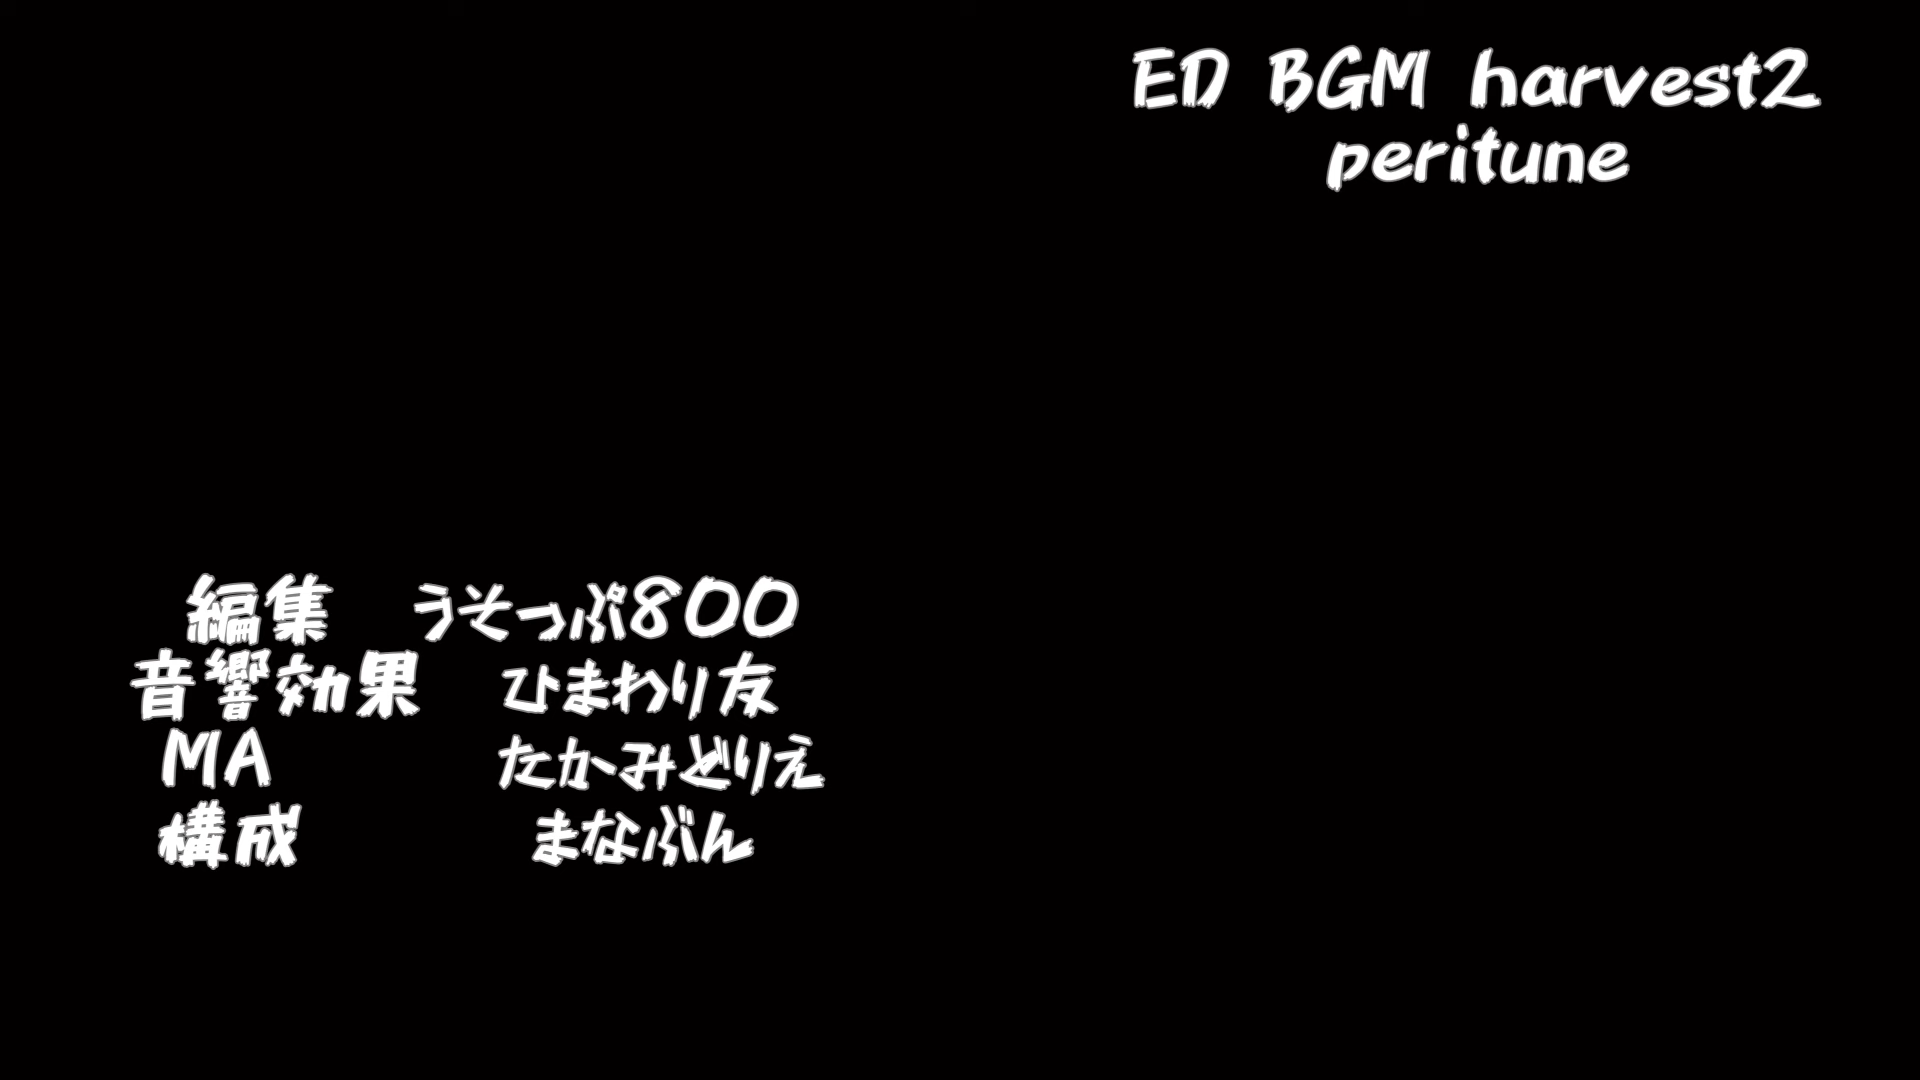 ED BGM harvest2
peritune
編集 うそっぷ800
音響効果 ひまわり友
MA たかみどりえ
構成 まなぶん